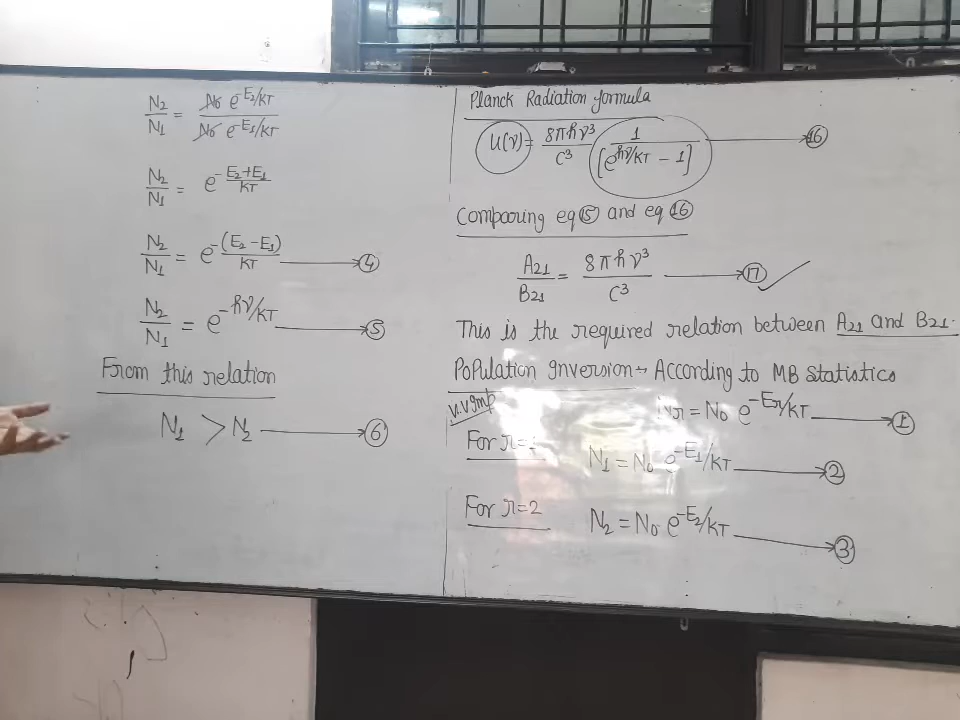 N₂/N₁ = N₀ e^-E₂/KT / N₀ e^-E₁/KT
N₂/N₁ = e^- E₂+E₁/KT
N₂/N₁ = e^-(E₂-E₁)/KT → ④
N₂/N₁ = e^-hν/KT → ⑤
From this relation
N₁ > N₂ → ⑥
Planck Radiation formula
u(ν) = 8πhν³/C³ 1/[e^hν/KT - 1] → ⑯
Comparing eq ⑮ and eq ⑯
A₂₁/B₂₁ = 8πhν³/C³ → ⑰ ✓
This is the required relation between A₂₁ and B₂₁.
Population Inversion → According to MB statistics
V.V Imp
Nr = N₀ e^-Er/KT → ①
For r=1
N₁ = N₀ e^-E₁/KT → ②
For r=2
N₂ = N₀ e^-E₂/KT → ③